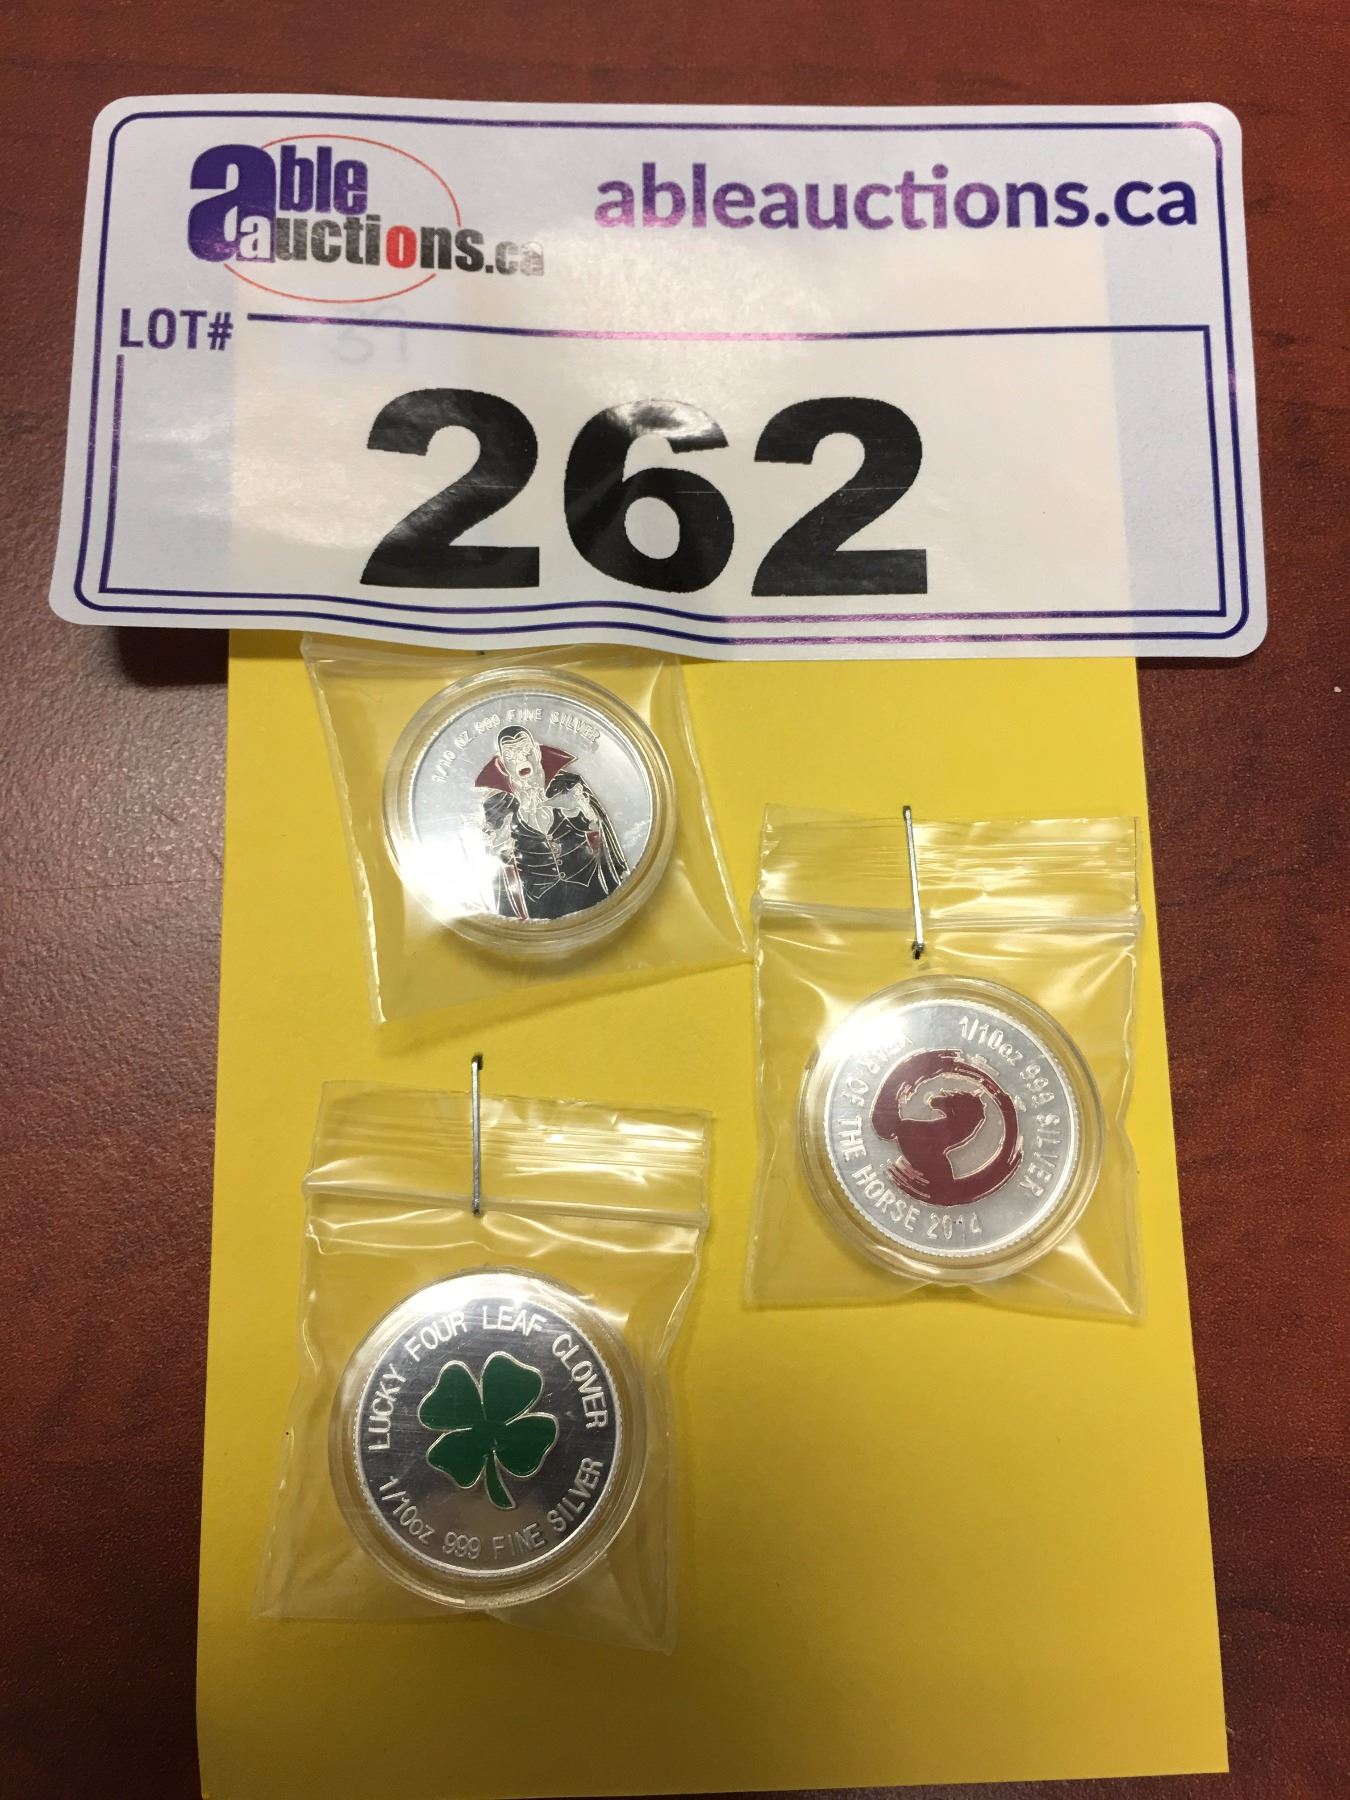 able auctions.ca
ableauctions.ca
LOT#
262
1/10 OZ 999 FINE SILVER
YEAR OF THE HORSE 2014
1/10oz 999 SILVER
LUCKY FOUR LEAF CLOVER
1/10oz 999 FINE SILVER